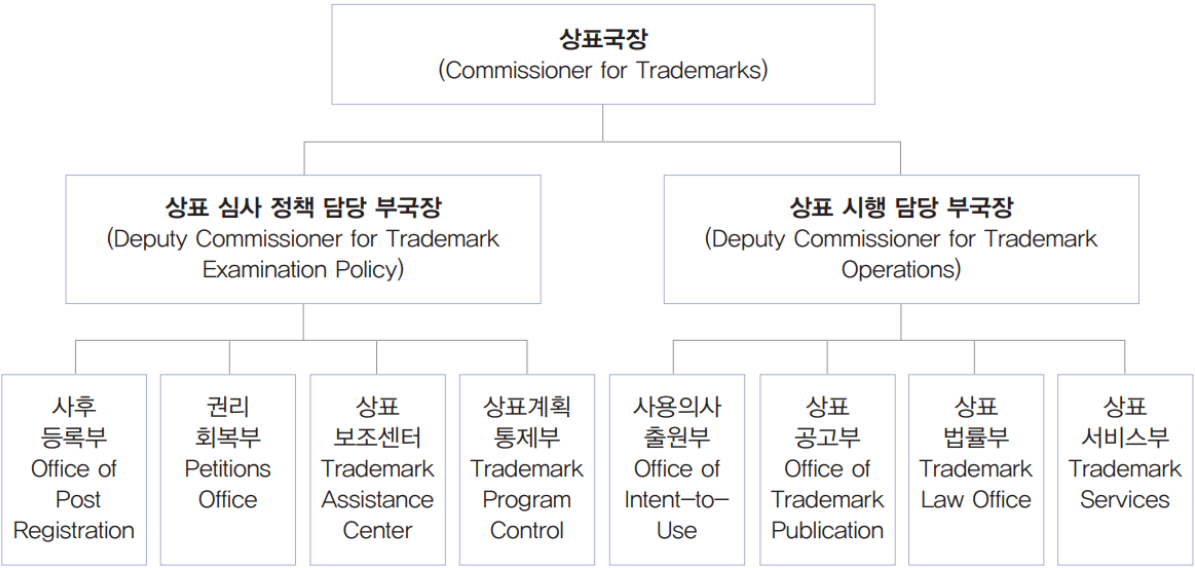 상표국장
(Commissioner for Trademarks)
상표 심사 정책 담당 부국장
(Deputy Commissioner for Trademark
Examination Policy)
상표 시행 담당 부국장
(Deputy Commissioner for Trademark
Operations)
사후
등록부
Office of
Post
Registration
권리
회복부
Petitions
Office
상표
보조센터
Trademark
Assistance
Center
상표계획
통제부
Trademark
Program
Control
사용의사
출원부
Office of
Intent-to-
Use
상표
공고부
Office of
Trademark
Publication
상표
법률부
Trademark
Law Office
상표
서비스부
Trademark
Services